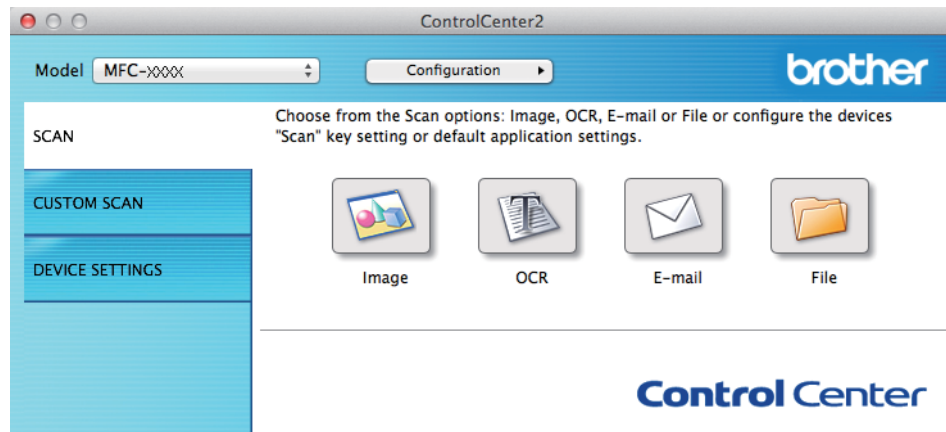 ControlCenter2
Model MFC-XXXX Configuration
brother
SCAN
Choose from the Scan options: Image, OCR, E-mail or File or configure the devices
"Scan" key setting or default application settings.
CUSTOM SCAN
DEVICE SETTINGS
Image OCR E-mail File
Control Center